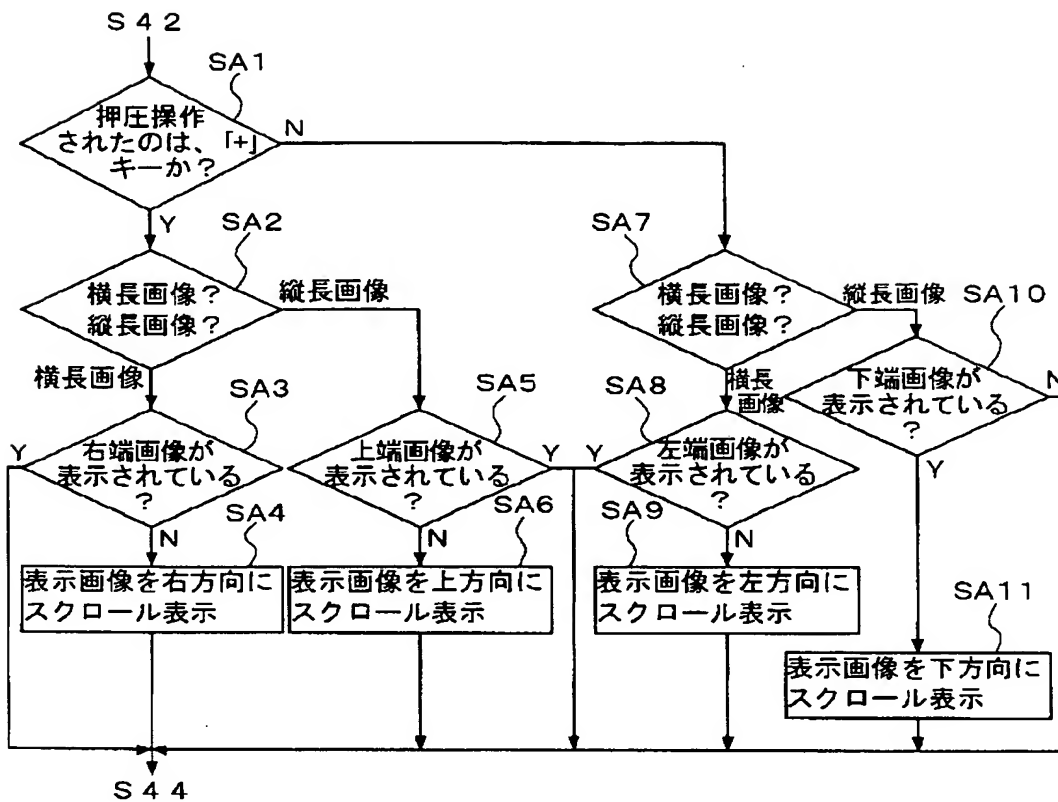 S42
SA1
押圧操作
されたのは、「+」
キーか?
N
Y
SA2
横長画像?
縦長画像?
縦長画像
横長画像
SA3
右端画像が
表示されている
?
Y
N
SA4
表示画像を右方向に
スクロール表示
SA5
上端画像が
表示されている
?
Y
N
SA6
表示画像を上方向に
スクロール表示
SA7
横長画像?
縦長画像?
縦長画像
横長
画像
SA8
左端画像が
表示されている
?
Y
N
SA9
表示画像を左方向に
スクロール表示
SA10
下端画像が
表示されている
?
N
Y
SA11
表示画像を下方向に
スクロール表示
S44